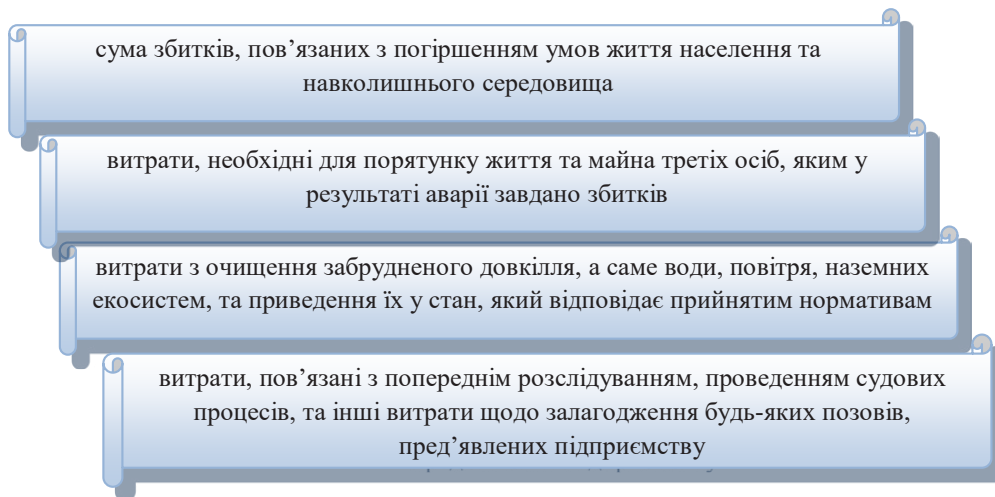 сума збитків, пов’язаних з погіршенням умов життя населення та
навколишнього середовища
витрати, необхідні для порятунку життя та майна третіх осіб, яким у
результаті аварії завдано збитків
витрати з очищення забрудненого довкілля, а саме води, повітря, наземних
екосистем, та приведення їх у стан, який відповідає прийнятим нормативам
витрати, пов’язані з попереднім розслідуванням, проведенням судових
процесів, та інші витрати щодо залагодження будь-яких позовів,
пред’явлених підприємству